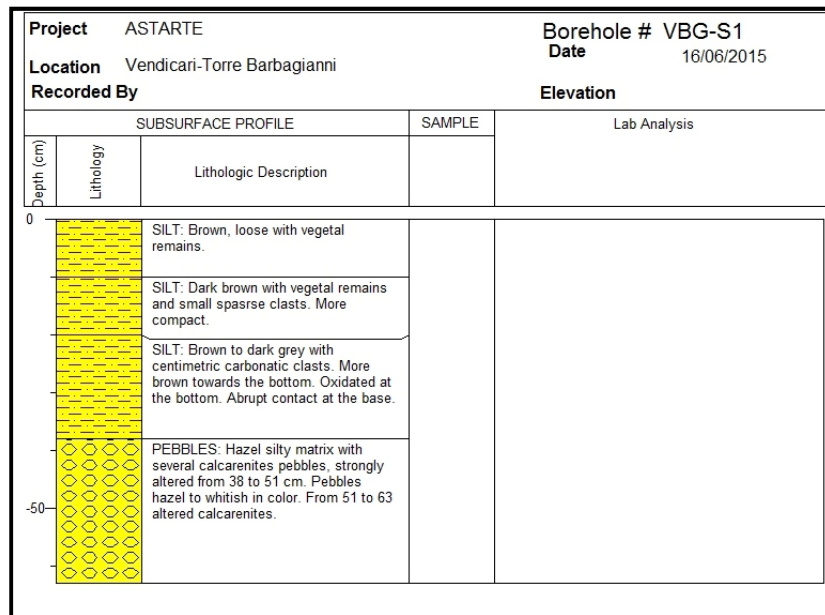 Project ASTARTE
Borehole # VBG-S1
Date 16/06/2015
Location Vendicari-Torre Barbagianni
Recorded By
Elevation
SUBSURFACE PROFILE
SAMPLE
Lab Analysis
Depth (cm)
Lithology
Lithologic Description
0
SILT: Brown, loose with vegetal
remains.
SILT: Dark brown with vegetal remains
and small spasrse clasts. More
compact.
SILT: Brown to dark grey with
centimetric carbonatic clasts. More
brown towards the bottom. Oxidated at
the bottom. Abrupt contact at the base.
PEBBLES: Hazel silty matrix with
several calcarenites pebbles, strongly
altered from 38 to 51 cm. Pebbles
hazel to whitish in color. From 51 to 63
altered calcarenites.
-50